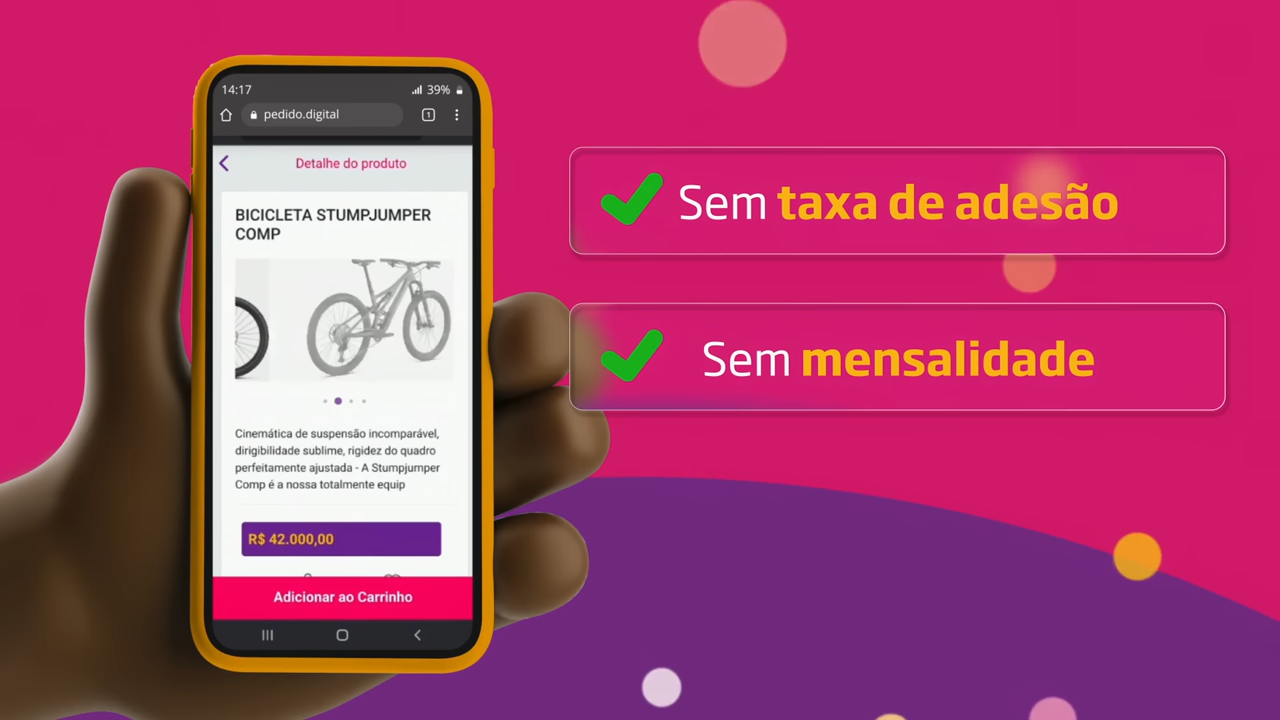 14:17
39%
pedido.digital
1
Detalhe do produto
BICICLETA STUMPJUMPER
COMP
Cinemática de suspensão incomparável,
dirigibilidade sublime, rigidez do quadro
perfeitamente ajustada - A Stumpjumper
Comp é a nossa totalmente equip
R$ 42.000,00
Adicionar ao Carrinho
Sem taxa de adesão
Sem mensalidade